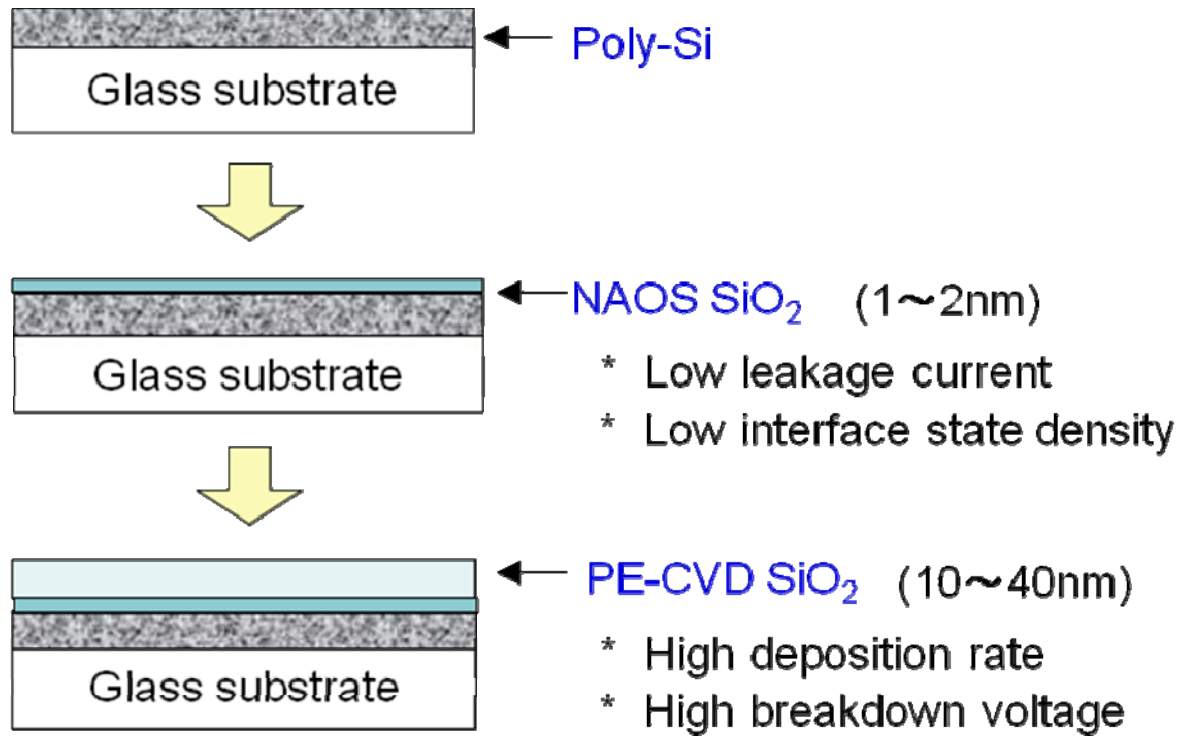 Poly-Si
Glass substrate
NAOS SiO₂ (1～2nm)
Glass substrate
* Low leakage current
* Low interface state density
PE-CVD SiO₂ (10～40nm)
Glass substrate
* High deposition rate
* High breakdown voltage